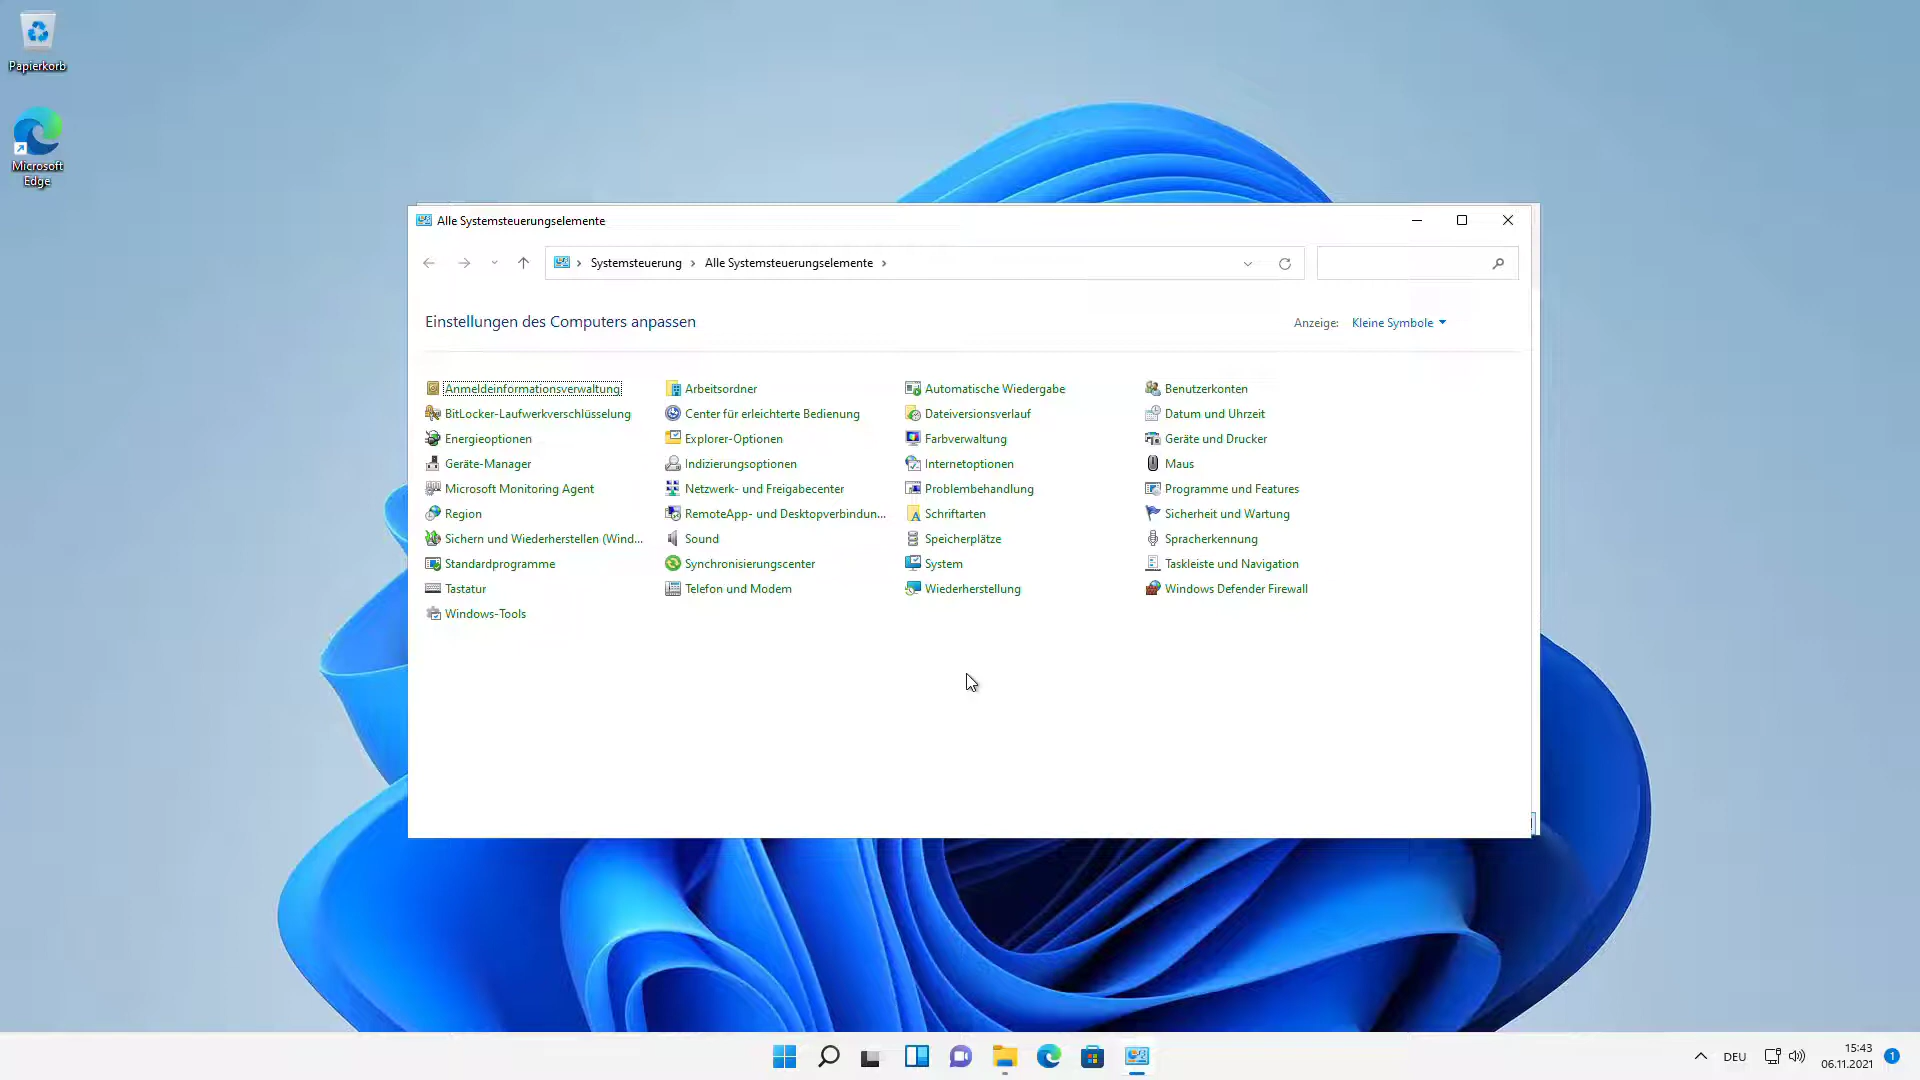 Papierkorb
Microsoft
Edge
Alle Systemsteuerungselemente
Systemsteuerung
Alle Systemsteuerungselemente
Einstellungen des Computers anpassen
Anzeige: Kleine Symbole
Anmeldeinformationsverwaltung
Arbeitsordner
Automatische Wiedergabe
Benutzerkonten
BitLocker-Laufwerkverschlüsselung
Center für erleichterte Bedienung
Dateiversionsverlauf
Datum und Uhrzeit
Energieoptionen
Explorer-Optionen
Farbverwaltung
Geräte und Drucker
Geräte-Manager
Indizierungsoptionen
Internetoptionen
Maus
Microsoft Monitoring Agent
Netzwerk- und Freigabecenter
Problembehandlung
Programme und Features
Region
RemoteApp- und Desktopverbindun...
Schriftarten
Sicherheit und Wartung
Sichern und Wiederherstellen (Wind...
Sound
Speicherplätze
Spracherkennung
Standardprogramme
Synchronisierungscenter
System
Taskleiste und Navigation
Tastatur
Telefon und Modem
Wiederherstellung
Windows Defender Firewall
Windows-Tools
DEU
15:43
06.11.2021
1